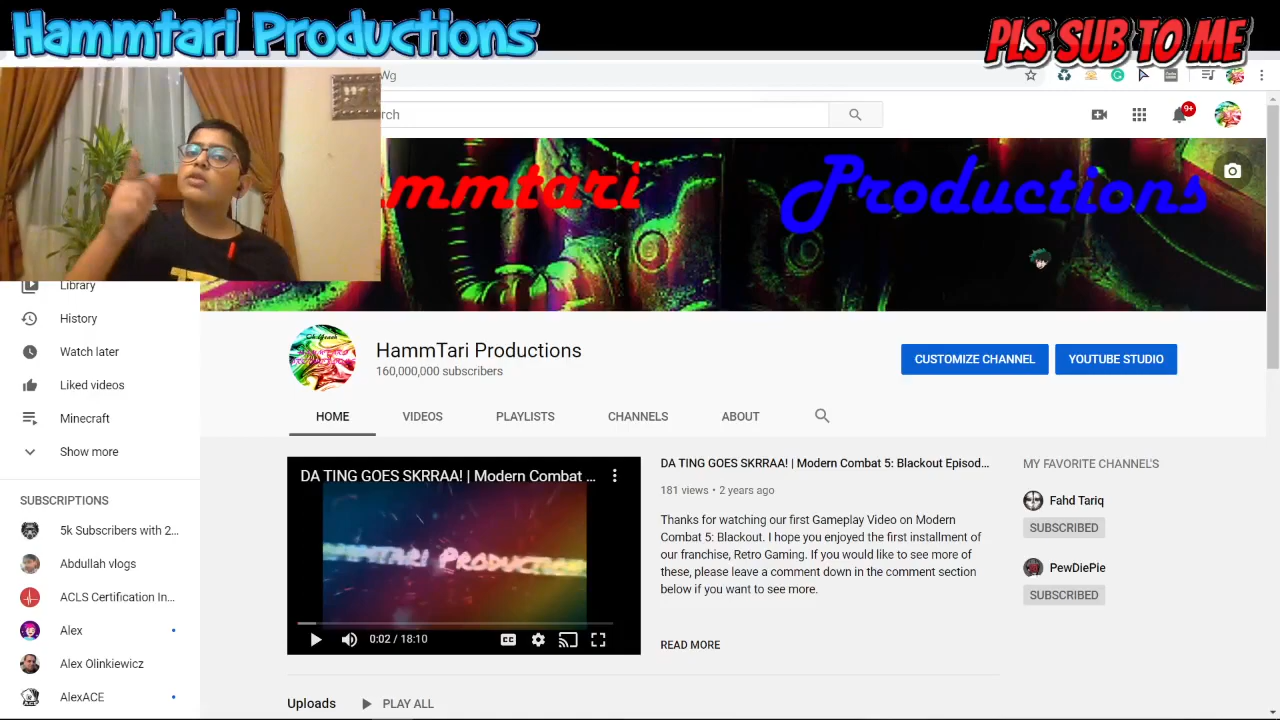 Hammtari Productions
PLS SUB TO ME
Wg
rch
9+
mmtari Productions
Library
History
Watch later
Liked videos
Minecraft
Show more
SUBSCRIPTIONS
5k Subscribers with 2...
Abdullah vlogs
ACLS Certification In...
Alex
Alex Olinkiewicz
AlexACE
HammTari Productions
160,000,000 subscribers
CUSTOMIZE CHANNEL
YOUTUBE STUDIO
HOME
VIDEOS
PLAYLISTS
CHANNELS
ABOUT
DA TING GOES SKRRAA! | Modern Combat ...
HAMMTARI PRODUCTION
0:02 / 18:10
CC
DA TING GOES SKRRAA! | Modern Combat 5: Blackout Episod...
181 views • 2 years ago
Thanks for watching our first Gameplay Video on Modern
Combat 5: Blackout. I hope you enjoyed the first installment of
our franchise, Retro Gaming. If you would like to see more of
these, please leave a comment down in the comment section
below if you want to see more.
READ MORE
MY FAVORITE CHANNEL'S
Fahd Tariq
SUBSCRIBED
PewDiePie
SUBSCRIBED
Uploads
PLAY ALL